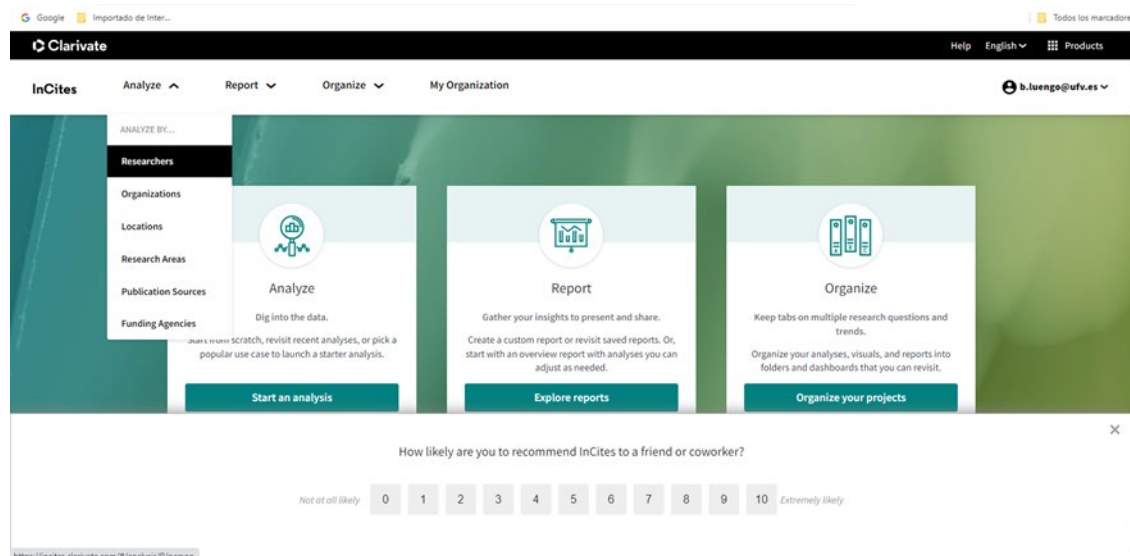 Google Importado de Inter... Todos los marcadore
Clarivate Help English Products
InCites Analyze Report Organize My Organization b.luengo@ufv.es
ANALYZE BY...
Researchers
Organizations
Locations
Research Areas
Publication Sources
Funding Agencies
Analyze
Dig into the data.
Start from scratch, revisit recent analyses, or pick a
popular use case to launch a starter analysis.
Start an analysis
Report
Gather your insights to present and share.
Create a custom report or revisit saved reports. Or,
start with an overview report with analyses you can
adjust as needed.
Explore reports
Organize
Keep tabs on multiple research questions and
trends.
Organize your analyses, visuals, and reports into
folders and dashboards that you can revisit.
Organize your projects
How likely are you to recommend InCites to a friend or coworker?
Not at all likely 0 1 2 3 4 5 6 7 8 9 10 Extremely likely